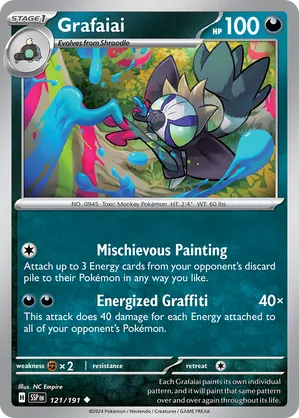 STAGE 1
Grafaiai
HP 100
Evolves from Shroodle
NO. 0945 Toxic Monkey Pokémon HT: 2'4" WT: 60 lbs.
Mischievous Painting
Attach up to 3 Energy cards from your opponent's discard
pile to their Pokémon in any way you like.
Energized Graffiti 40×
This attack does 40 damage for each Energy attached
to all of your opponent's Pokémon.
weakness ×2 resistance retreat
Illus. NC Empire
H SSP EN 121/191
Each Grafaiai paints its own individual
pattern, and it will paint that same pattern
over and over again throughout its life.
©2024 Pokémon / Nintendo / Creatures / GAME FREAK